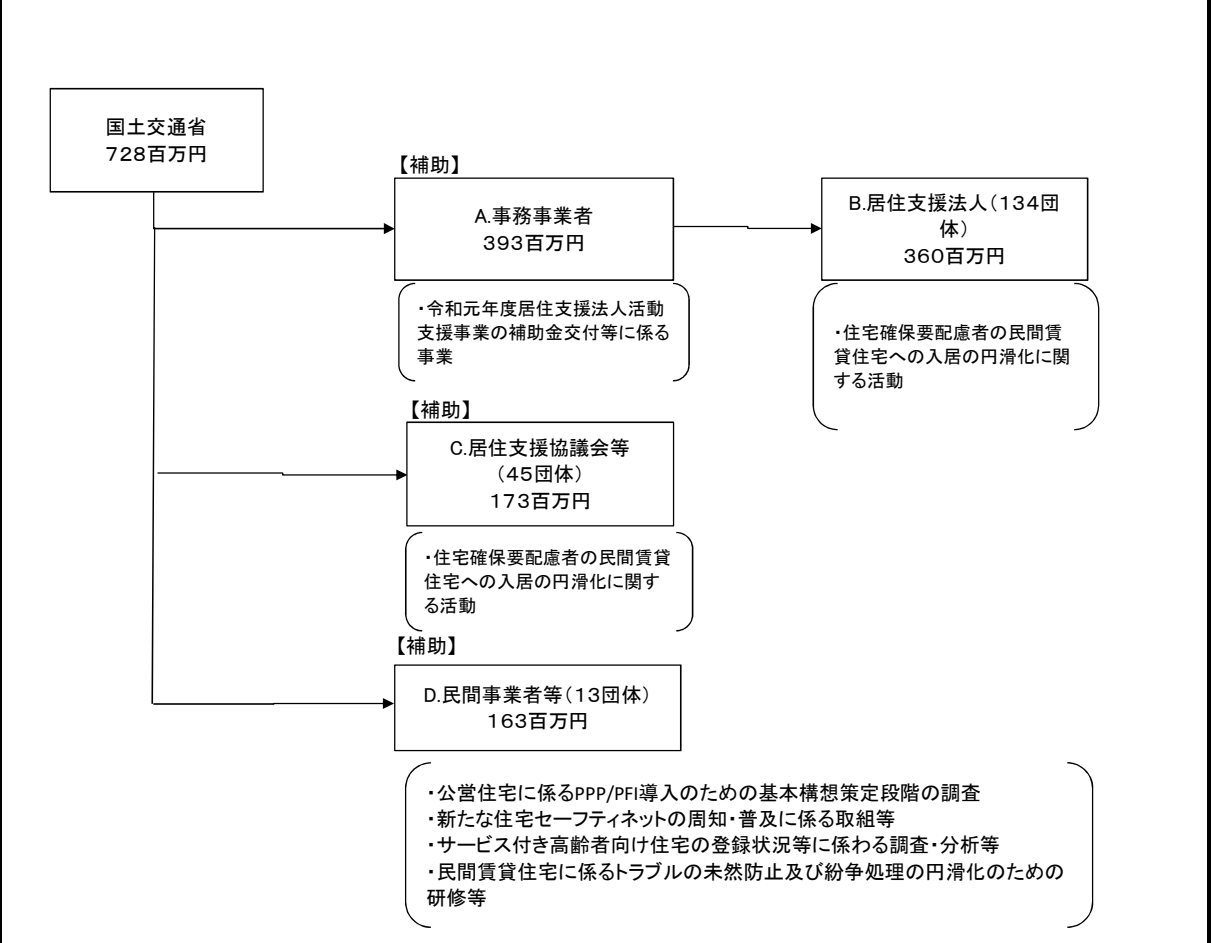 国土交通省
７２８百万円
【補助】
A.事務事業者
３９３百万円
B.居住支援法人（１３４団
体）
３６０百万円
・令和元年度居住支援法人活動
支援事業の補助金交付等に係る
事業
・住宅確保要配慮者の民間賃
貸住宅への入居の円滑化に関
する活動
【補助】
C.居住支援協議会等
（４５団体）
１７３百万円
・住宅確保要配慮者の民間賃貸
住宅への入居の円滑化に関す
る活動
【補助】
D.民間事業者等（１３団体）
１６３百万円
・公営住宅に係るPPP/PFI導入のための基本構想策定段階の調査
・新たな住宅セーフティネットの周知・普及に係る取組等
・サービス付き高齢者向け住宅の登録状況等に係わる調査・分析等
・民間賃貸住宅に係るトラブルの未然防止及び紛争処理の円滑化のための
研修等